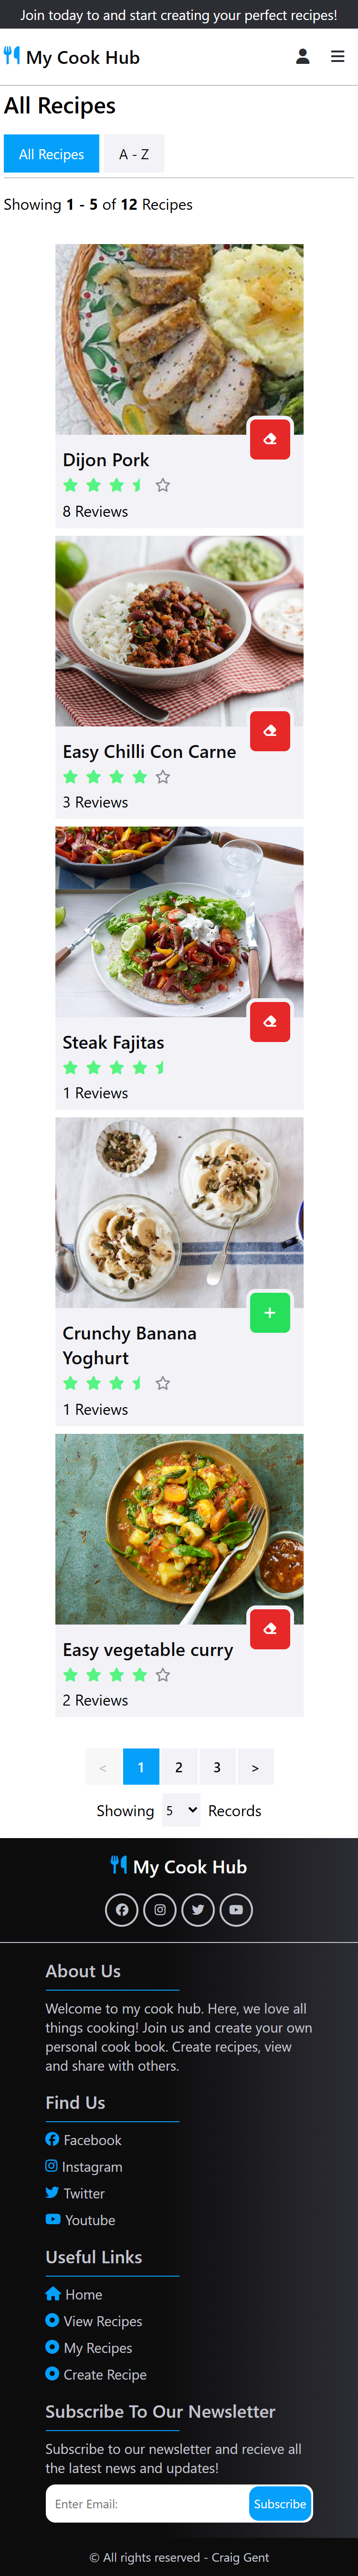 Join today to and start creating your perfect recipes!
My Cook Hub
All Recipes
All Recipes
A - Z
Showing 1 - 5 of 12 Recipes
Dijon Pork
8 Reviews
Easy Chilli Con Carne
3 Reviews
Steak Fajitas
1 Reviews
Crunchy Banana
Yoghurt
1 Reviews
Easy vegetable curry
2 Reviews
< 1 2 3 >
Showing 5 Records
My Cook Hub
About Us
Welcome to my cook hub. Here, we love all
things cooking! Join us and create your own
personal cook book. Create recipes, view
and share with others.
Find Us
Facebook
Instagram
Twitter
Youtube
Useful Links
Home
View Recipes
My Recipes
Create Recipe
Subscribe To Our Newsletter
Subscribe to our newsletter and recieve all
the latest news and updates!
Enter Email:
Subscribe
© All rights reserved - Craig Gent